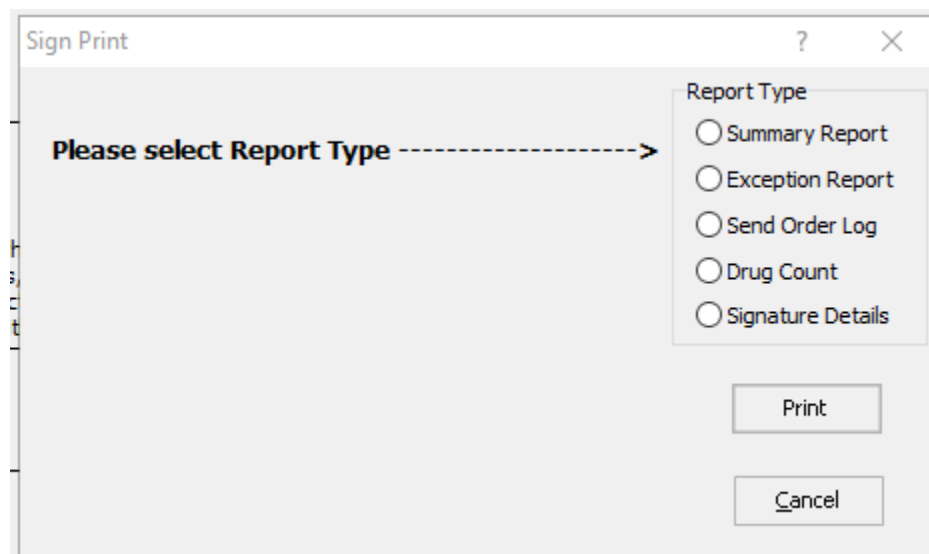 Sign Print
?
Report Type
Please select Report Type -------------------->
Summary Report
Exception Report
Send Order Log
Drug Count
Signature Details
Print
Cancel